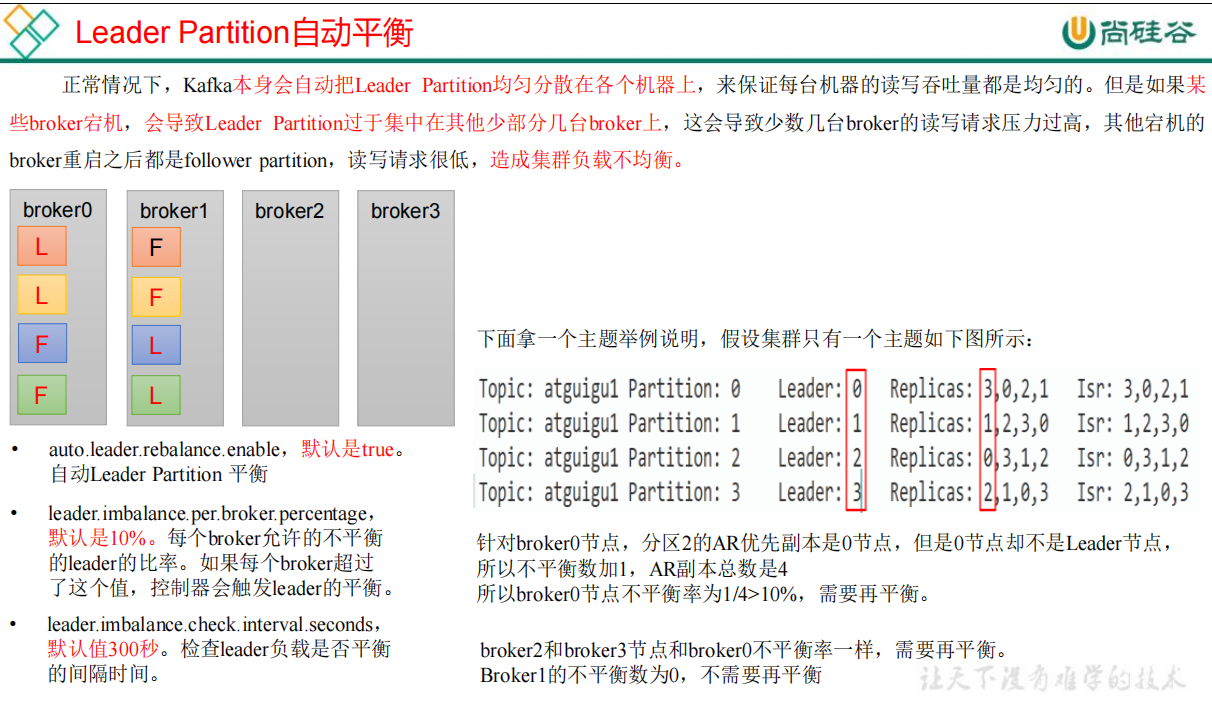 Leader Partition自动平衡
尚硅谷
正常情况下，Kafka本身会自动把Leader Partition均匀分散在各个机器上，来保证每台机器的读写吞吐量都是均匀的。但是如果某
些broker宕机，会导致Leader Partition过于集中在其他少部分几台broker上，这会导致少数几台broker的读写请求压力过高，其他宕机的
broker重启之后都是follower partition，读写请求很低，造成集群负载不均衡。
broker0 broker1 broker2 broker3
L F
L F
F L
F L
• auto.leader.rebalance.enable，默认是true。
自动Leader Partition 平衡
• leader.imbalance.per.broker.percentage，
默认是10%。每个broker允许的不平衡
的leader的比率。如果每个broker超过
了这个值，控制器会触发leader的平衡。
• leader.imbalance.check.interval.seconds，
默认值300秒。检查leader负载是否平衡
的间隔时间。
下面拿一个主题举例说明，假设集群只有一个主题如下图所示：
Topic: atguigu1 Partition: 0 Leader: 0 Replicas: 3,0,2,1 Isr: 3,0,2,1
Topic: atguigu1 Partition: 1 Leader: 1 Replicas: 1,2,3,0 Isr: 1,2,3,0
Topic: atguigu1 Partition: 2 Leader: 2 Replicas: 0,3,1,2 Isr: 0,3,1,2
Topic: atguigu1 Partition: 3 Leader: 3 Replicas: 2,1,0,3 Isr: 2,1,0,3
针对broker0节点，分区2的AR优先副本是0节点，但是0节点却不是Leader节点，
所以不平衡数加1，AR副本总数是4
所以broker0节点不平衡率为1/4>10%，需要再平衡。
broker2和broker3节点和broker0不平衡率一样，需要再平衡。
Broker1的不平衡数为0，不需要再平衡
让天下没有难学的技术